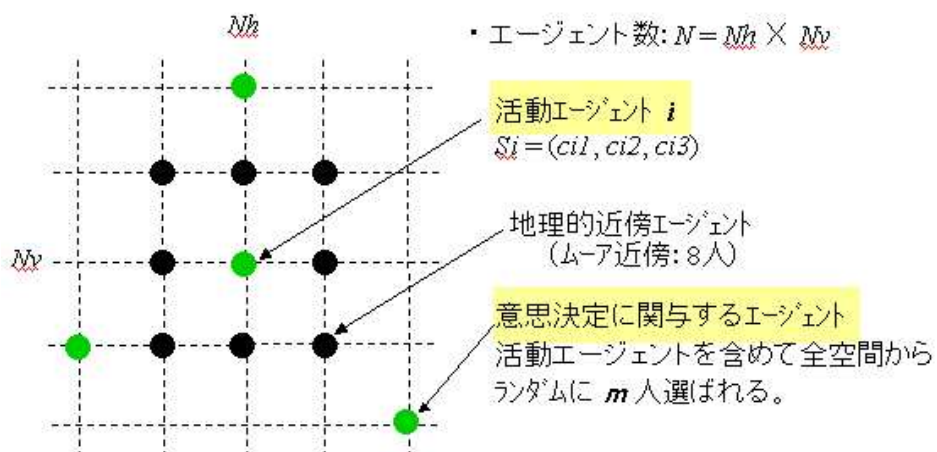 Nh
・エージェント数: N = Nh × Nv
活動エージェント i
Si = (ci1, ci2, ci3)
地理的近傍エージェント
（ムーア近傍: 8人）
Nv
意思決定に関与するエージェント
活動エージェントを含めて全空間から
ランダムに m 人選ばれる。